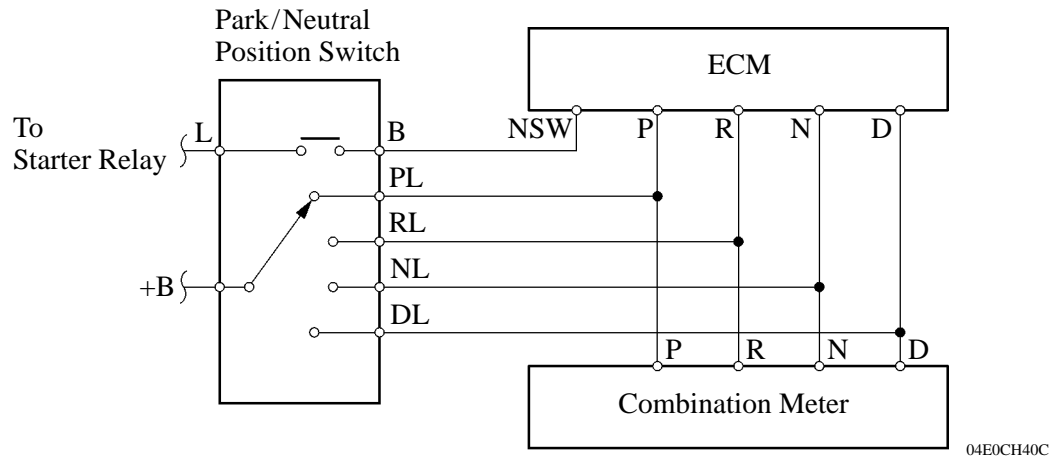 Park/Neutral
Position Switch
ECM
To
Starter Relay
L
B
NSW
P
R
N
D
PL
RL
NL
+B
DL
P
R
N
D
Combination Meter
04E0CH40C